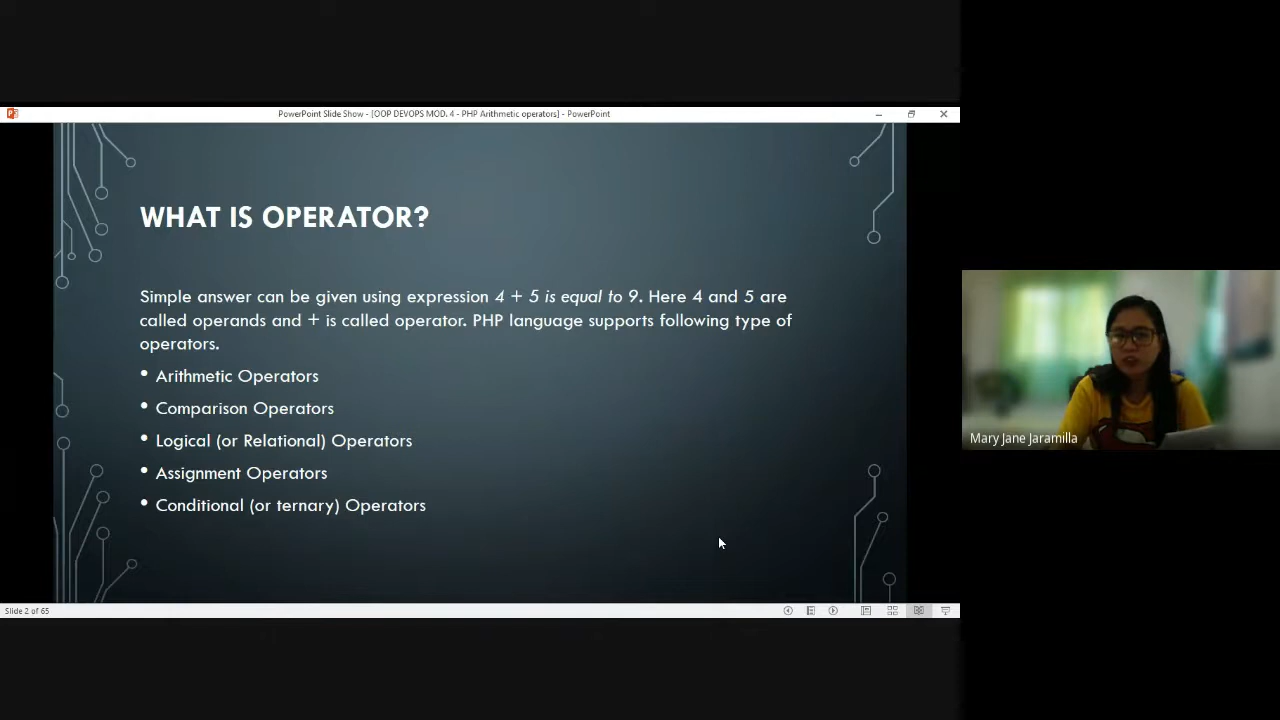 PowerPoint Slide Show - [OOP DEVOPS MOD. 4 - PHP Arithmetic operators] - PowerPoint
WHAT IS OPERATOR?
Simple answer can be given using expression 4 + 5 is equal to 9. Here 4 and 5 are
called operands and + is called operator. PHP language supports following type of
operators.
• Arithmetic Operators
• Comparison Operators
• Logical (or Relational) Operators
• Assignment Operators
• Conditional (or ternary) Operators
Mary Jane Jaramilla
Slide 2 of 65